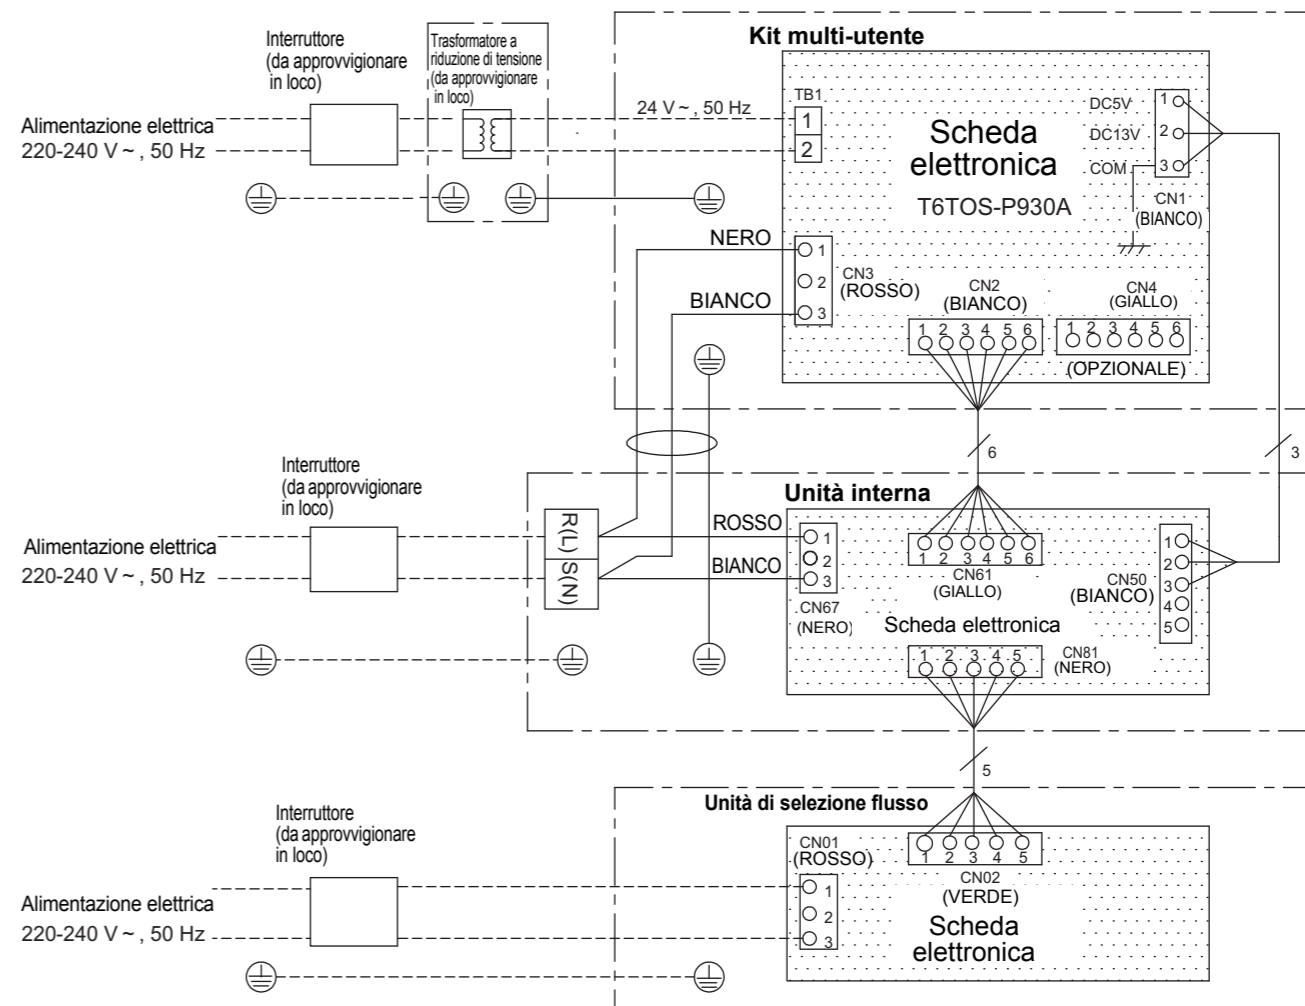 Kit multi-utente
Interruttore
(da approvvigionare
in loco)
Trasformatore a
riduzione di tensione
(da approvvigionare
in loco)
Alimentazione elettrica
220-240 V ~ , 50 Hz
24 V ~ , 50 Hz
TB1
1
2
Scheda
elettronica
T6TOS-P930A
DC5V
DC13V
COM
1
2
3
CN1
(BIANCO)
NERO
BIANCO
1
2
3
CN3
(ROSSO)
CN2
(BIANCO)
1 2 3 4 5 6
CN4
(GIALLO)
1 2 3 4 5 6
(OPZIONALE)
6
3
Unità interna
Interruttore
(da approvvigionare
in loco)
Alimentazione elettrica
220-240 V ~ , 50 Hz
R(L)
S(N)
ROSSO
BIANCO
1
2
3
CN67
(NERO)
1 2 3 4 5 6
CN61
(GIALLO)
CN50
(BIANCO)
1
2
3
4
5
Scheda elettronica
1 2 3 4 5
CN81
(NERO)
5
Unità di selezione flusso
Interruttore
(da approvvigionare
in loco)
Alimentazione elettrica
220-240 V ~ , 50 Hz
CN01
(ROSSO)
1
2
3
1 2 3 4 5
CN02
(VERDE)
Scheda
elettronica